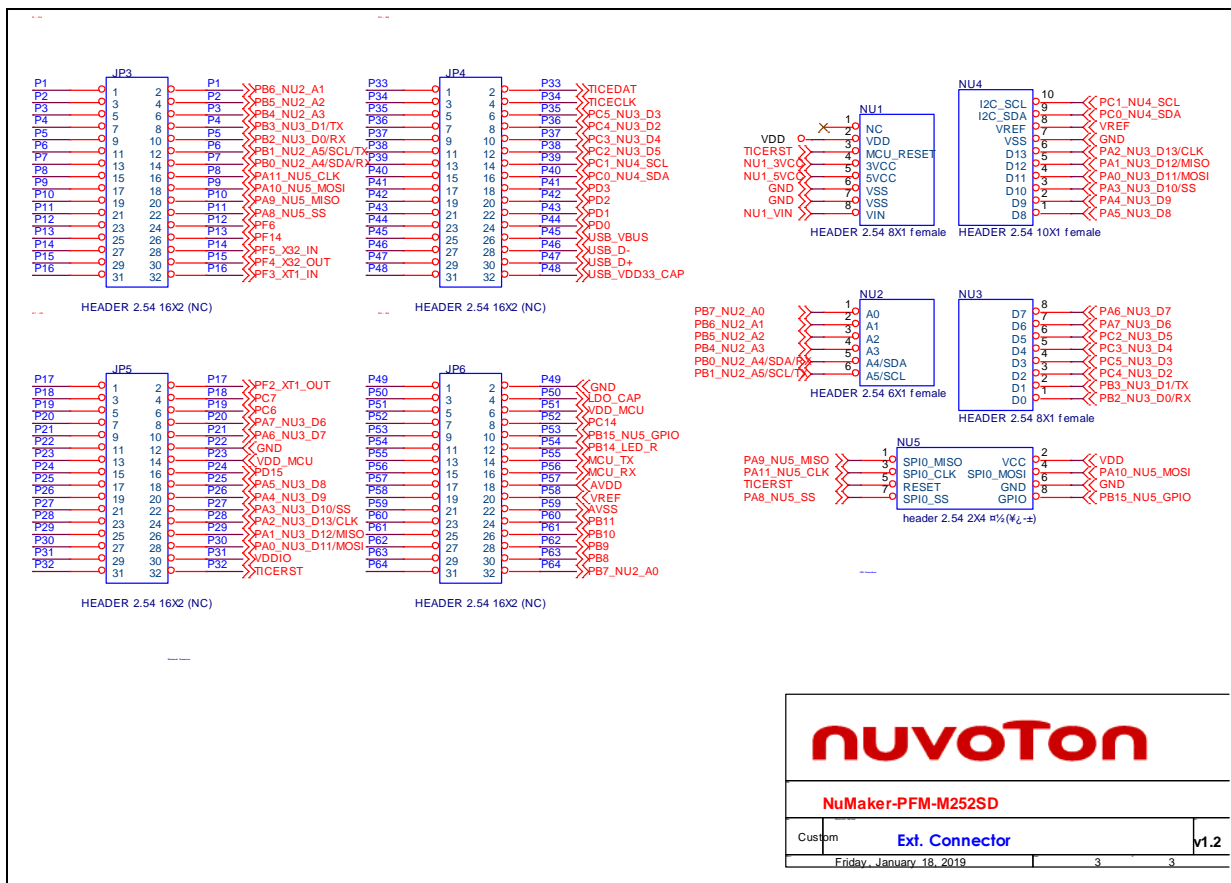 JP3
P1 1 2 P1 PB6_NU2_A1
P2 3 4 P2 PB5_NU2_A2
P3 5 6 P3 PB4_NU2_A3
P4 7 8 P4 PB3_NU3_D1/TX
P5 9 10 P5 PB2_NU3_D0/RX
P6 11 12 P6 PB1_NU2_A5/SCL/TX
P7 13 14 P7 PB0_NU2_A4/SDA/RX
P8 15 16 P8 PA11_NU5_CLK
P9 17 18 P9 PA10_NU5_MOSI
P10 19 20 P10 PA9_NU5_MISO
P11 21 22 P11 PA8_NU5_SS
P12 23 24 P12 PF6
P13 25 26 P13 PF14
P14 27 28 P14 PF5_X32_IN
P15 29 30 P15 PF4_X32_OUT
P16 31 32 P16 PF3_XT1_IN
HEADER 2.54 16X2 (NC)
JP4
P33 1 2 P33 TICEDAT
P34 3 4 P34 TICECLK
P35 5 6 P35 PC5_NU3_D3
P36 7 8 P36 PC4_NU3_D2
P37 9 10 P37 PC3_NU3_D4
P38 11 12 P38 PC2_NU3_D5
P39 13 14 P39 PC1_NU4_SCL
P40 15 16 P40 PC0_NU4_SDA
P41 17 18 P41 PD3
P42 19 20 P42 PD2
P43 21 22 P43 PD1
P44 23 24 P44 PD0
P45 25 26 P45 USB_VBUS
P46 27 28 P46 USB_D-
P47 29 30 P47 USB_D+
P48 31 32 P48 USB_VDD33_CAP
HEADER 2.54 16X2 (NC)
NU1
1 NC
VDD 2 VDD
TICERST 3 MCU_RESET
NU1_3VCC 4 3VCC
NU1_5VCC 5 5VCC
GND 6 VSS
GND 7 VSS
NU1_VIN 8 VIN
HEADER 2.54 8X1 female
NU4
I2C_SCL 10 PC1_NU4_SCL
I2C_SDA 9 PC0_NU4_SDA
VREF 8 VREF
VSS 7 GND
D13 6 PA2_NU3_D13/CLK
D12 5 PA1_NU3_D12/MISO
D11 4 PA0_NU3_D11/MOSI
D10 3 PA3_NU3_D10/SS
D9 2 PA4_NU3_D9
D8 1 PA5_NU3_D8
HEADER 2.54 10X1 female
NU2
PB7_NU2_A0 1 A0
PB6_NU2_A1 2 A1
PB5_NU2_A2 3 A2
PB4_NU2_A3 4 A3
PB0_NU2_A4/SDA/RX 5 A4/SDA
PB1_NU2_A5/SCL/TX 6 A5/SCL
HEADER 2.54 6X1 female
NU3
D7 8 PA6_NU3_D7
D6 7 PA7_NU3_D6
D5 6 PC2_NU3_D5
D4 5 PC3_NU3_D4
D3 4 PC5_NU3_D3
D2 3 PC4_NU3_D2
D1 2 PB3_NU3_D1/TX
D0 1 PB2_NU3_D0/RX
HEADER 2.54 8X1 female
JP5
P17 1 2 P17 PF2_XT1_OUT
P18 3 4 P18 PC7
P19 5 6 P19 PC6
P20 7 8 P20 PA7_NU3_D6
P21 9 10 P21 PA6_NU3_D7
P22 11 12 P22 GND
P23 13 14 P23 VDD_MCU
P24 15 16 P24 PD15
P25 17 18 P25 PA5_NU3_D8
P26 19 20 P26 PA4_NU3_D9
P27 21 22 P27 PA3_NU3_D10/SS
P28 23 24 P28 PA2_NU3_D13/CLK
P29 25 26 P29 PA1_NU3_D12/MISO
P30 27 28 P30 PA0_NU3_D11/MOSI
P31 29 30 P31 VDDIO
P32 31 32 P32 TICERST
HEADER 2.54 16X2 (NC)
JP6
P49 1 2 P49 GND
P50 3 4 P50 LDO_CAP
P51 5 6 P51 VDD_MCU
P52 7 8 P52 PC14
P53 9 10 P53 PB15_NU5_GPIO
P54 11 12 P54 PB14_LED_R
P55 13 14 P55 MCU_TX
P56 15 16 P56 MCU_RX
P57 17 18 P57 AVDD
P58 19 20 P58 VREF
P59 21 22 P59 AVSS
P60 23 24 P60 PB11
P61 25 26 P61 PB10
P62 27 28 P62 PB9
P63 29 30 P63 PB8
P64 31 32 P64 PB7_NU2_A0
HEADER 2.54 16X2 (NC)
NU5
PA9_NU5_MISO 1 SPI0_MISO VCC 2 VDD
PA11_NU5_CLK 3 SPI0_CLK SPI0_MOSI 4 PA10_NU5_MOSI
TICERST 5 RESET GND 6 GND
PA8_NU5_SS 7 SPI0_SS GPIO 8 PB15_NU5_GPIO
header 2.54 2X4 ¤½(¥¿-±)
nuvoTon
NuMaker-PFM-M252SD
Custom Ext. Connector v1.2
Friday, January 18, 2019 3 3